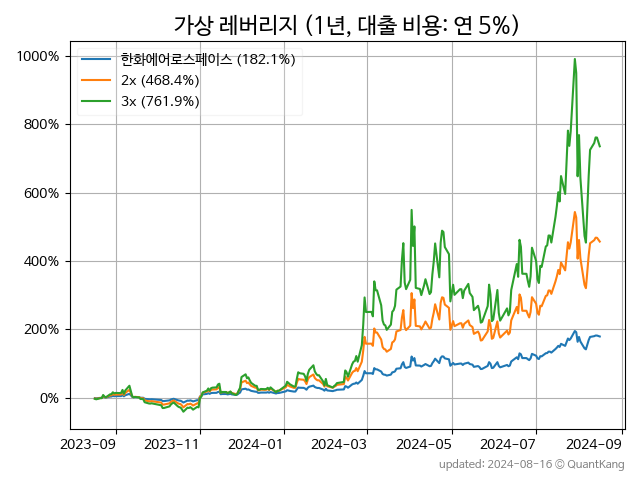 가상 레버리지 (1년, 대출 비용: 연 5%)
한화에어로스페이스 (182.1%)
2x (468.4%)
3x (761.9%)
1000%
800%
600%
400%
200%
0%
2023-09 2023-11 2024-01 2024-03 2024-05 2024-07 2024-09
updated: 2024-08-16 © QuantKang